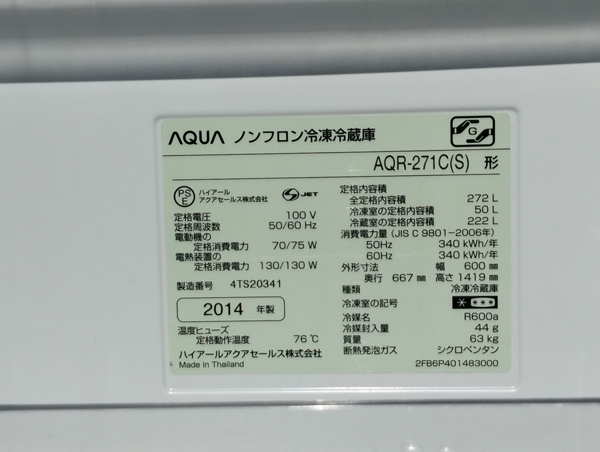 AQUA ノンフロン冷凍冷蔵庫
G
AQR-271C(S) 形
PS
E
ハイアール
アクアセールス株式会社
S JET
定格電圧 100 V
定格周波数 50/60 Hz
電動機の
定格消費電力 70/75 W
電熱装置の
定格消費電力 130/130 W
製造番号 4TS20341
2014 年製
温度ヒューズ
定格動作温度 76 ℃
ハイアールアクアセールス株式会社
Made in Thailand
定格内容積
全定格内容積 272 L
冷凍室の定格内容積 50 L
冷蔵室の定格内容積 222 L
消費電力量 (JIS C 9801-2006年)
50Hz 340 kWh/年
60Hz 340 kWh/年
外形寸法 幅 600 ㎜
奥行 667 ㎜ 高さ 1419 ㎜
種類 冷凍冷蔵庫
冷凍室の記号
冷媒名 R600a
冷媒封入量 44 g
質量 63 kg
断熱発泡ガス シクロペンタン
2FB6P401483000